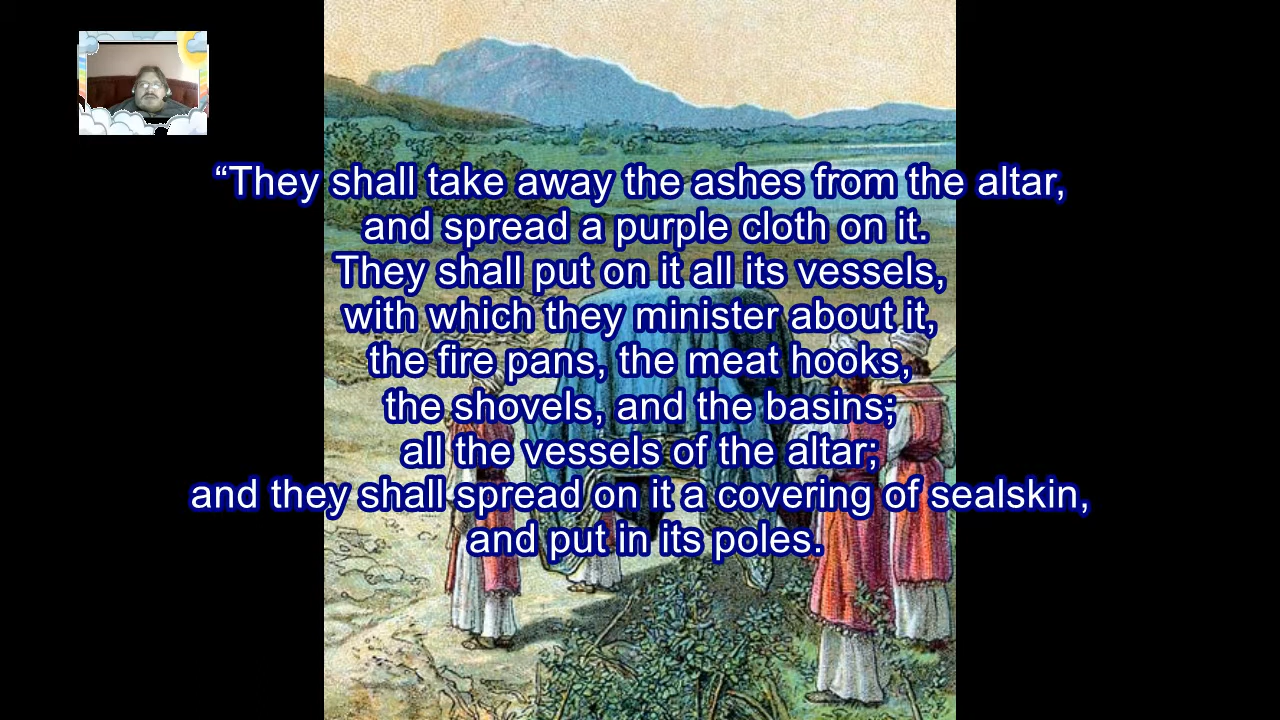 “They shall take away the ashes from the altar,
and spread a purple cloth on it.
They shall put on it all its vessels,
with which they minister about it,
the fire pans, the meat hooks,
the shovels, and the basins;
all the vessels of the altar;
and they shall spread on it a covering of sealskin,
and put in its poles.